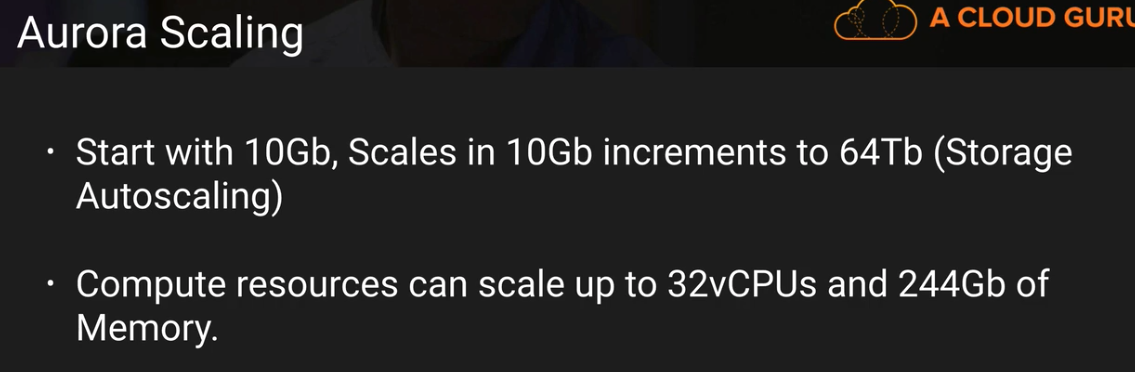 Aurora Scaling
A CLOUD GURU
· Start with 10Gb, Scales in 10Gb increments to 64Tb (Storage
Autoscaling)
· Compute resources can scale up to 32vCPUs and 244Gb of
Memory.